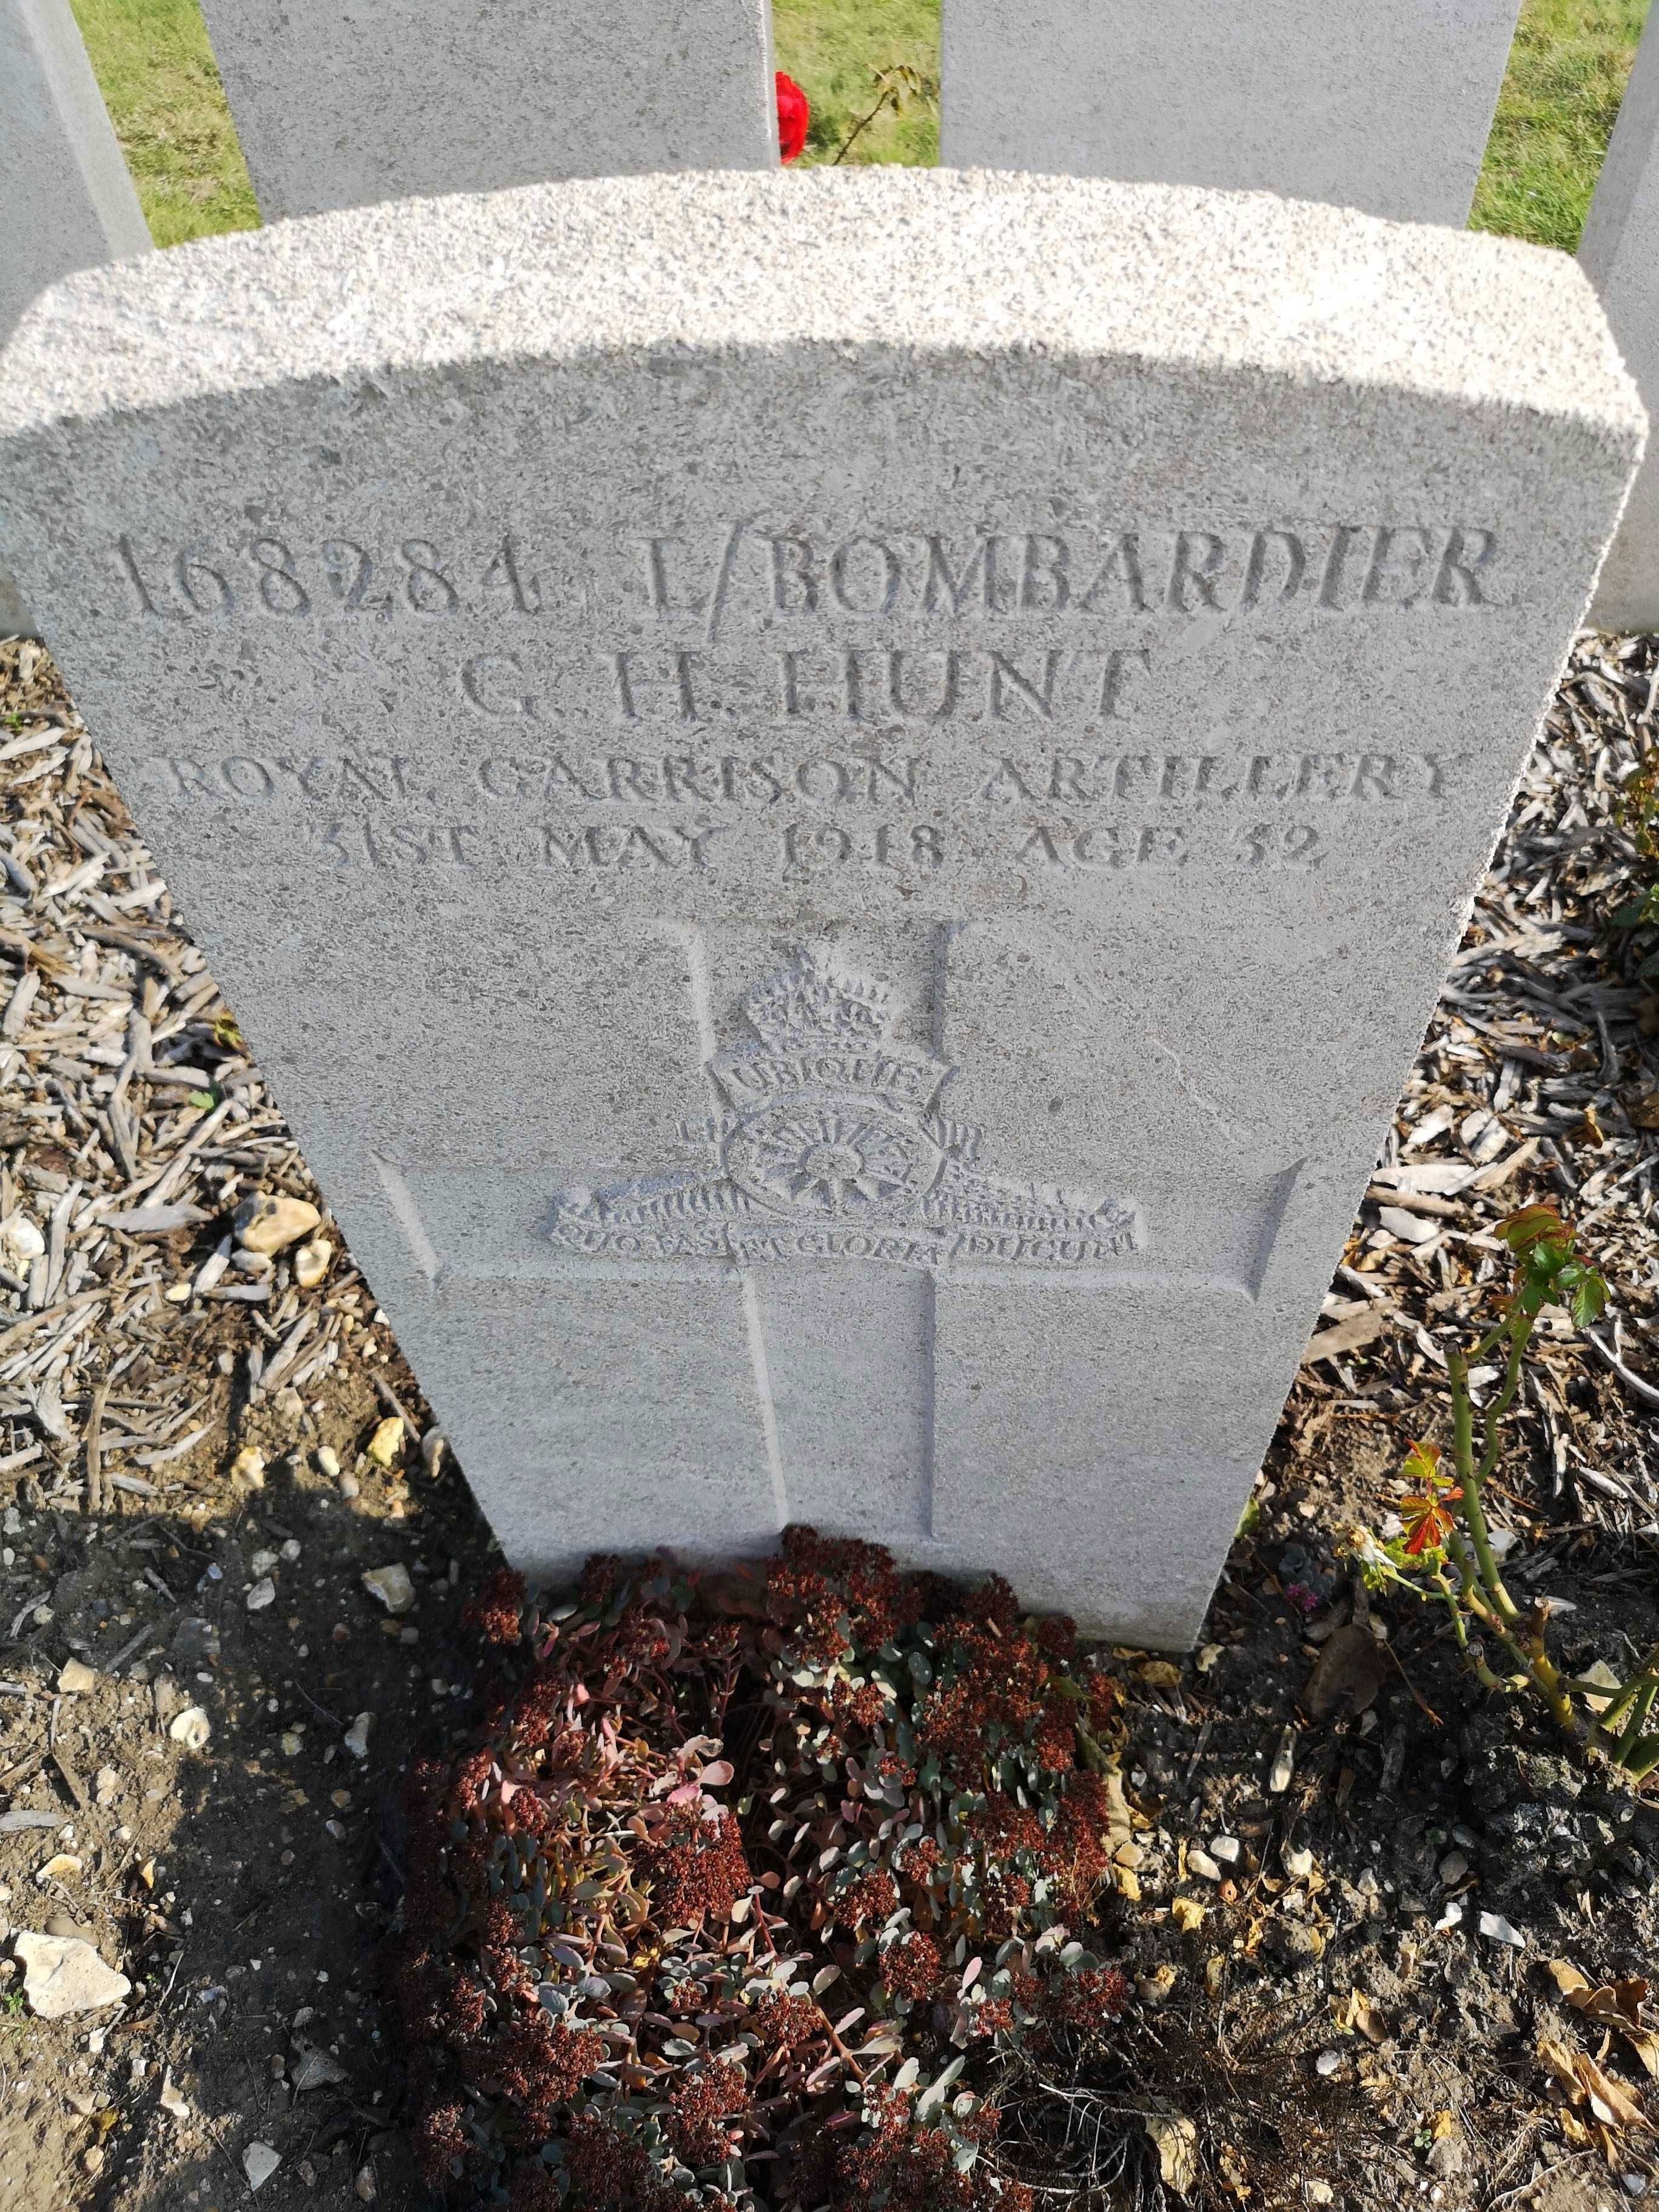 168284 L/BOMBARDIER
G. H. HUNT
ROYAL GARRISON ARTILLERY
31ST MAY 1918 AGE 32
UBIQUE
QUO FAS ET GLORIA DUCUNT